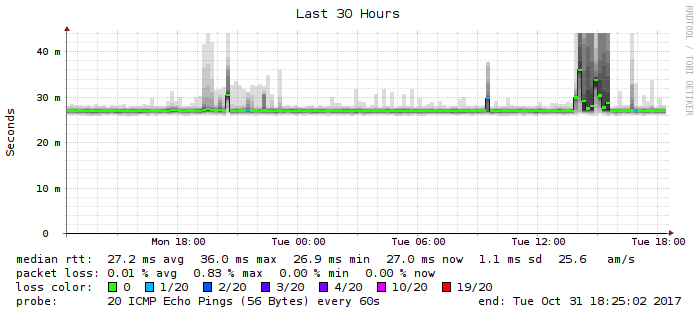 Last 30 Hours
RRDTOOL / TOBI OETIKER
Seconds
40 m
30 m
20 m
10 m
0
Mon 18:00 Tue 00:00 Tue 06:00 Tue 12:00 Tue 18:00
median rtt: 27.2 ms avg 36.0 ms max 26.9 ms min 27.0 ms now 1.1 ms sd 25.6 am/s
packet loss: 0.01 % avg 0.83 % max 0.00 % min 0.00 % now
loss color: 0 1/20 2/20 3/20 4/20 10/20 19/20
probe: 20 ICMP Echo Pings (56 Bytes) every 60s end: Tue Oct 31 18:25:02 2017